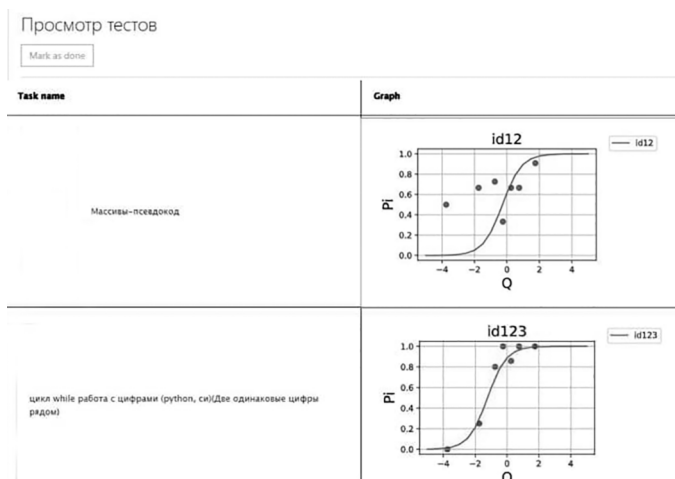 Просмотр тестов
Mark as done
Task name
Graph
Массивы-псевдокод
id12
id12
1.0
0.8
0.6
0.4
0.2
0.0
Pi
−4 −2 0 2 4
Q
цикл while работа с цифрами (python, си)(Две одинаковые цифры
рядом)
id123
id123
1.0
0.8
0.6
0.4
0.2
0.0
Pi
−4 −2 0 2 4
Q